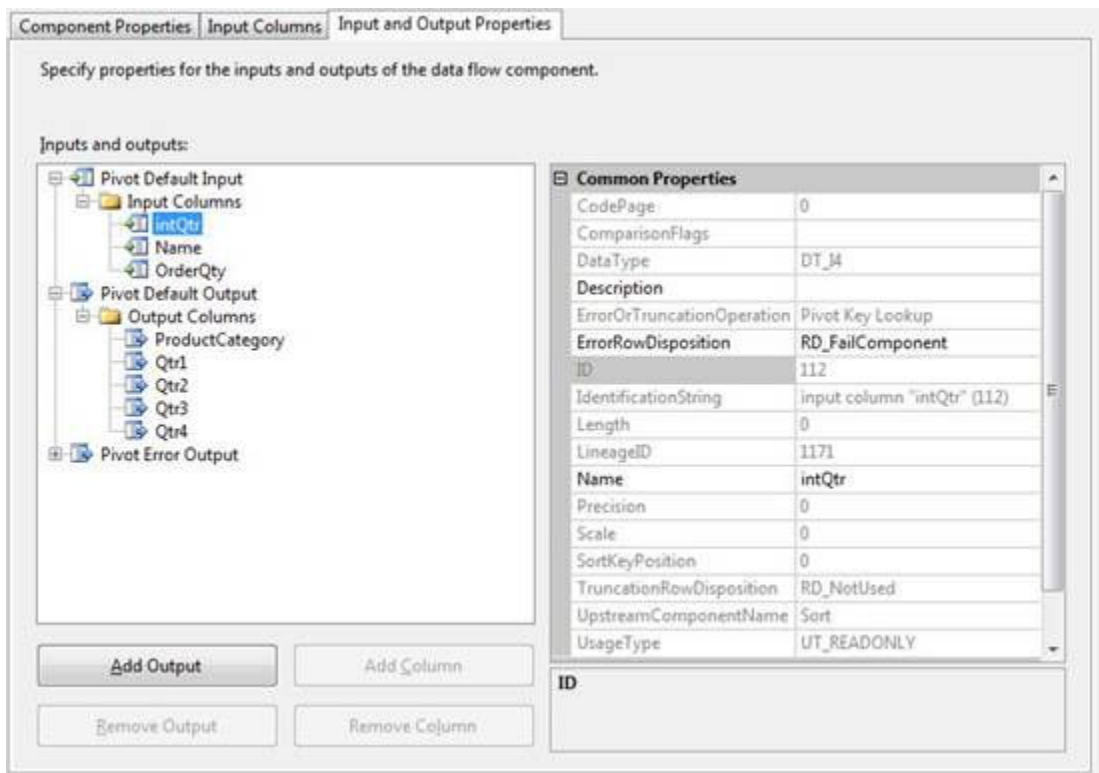 Component Properties Input Columns Input and Output Properties
Specify properties for the inputs and outputs of the data flow component.
Inputs and outputs:
Pivot Default Input
Input Columns
intQtr
Name
OrderQty
Pivot Default Output
Output Columns
ProductCategory
Qtr1
Qtr2
Qtr3
Qtr4
Pivot Error Output
Common Properties
CodePage 0
ComparisonFlags
DataType DT_I4
Description
ErrorOrTruncationOperation Pivot Key Lookup
ErrorRowDisposition RD_FailComponent
ID 112
IdentificationString input column "intQtr" (112)
Length 0
LineageID 1171
Name intQtr
Precision 0
Scale 0
SortKeyPosition 0
TruncationRowDisposition RD_NotUsed
UpstreamComponentName Sort
UsageType UT_READONLY
Add Output Add Column
Remove Output Remove Column
ID